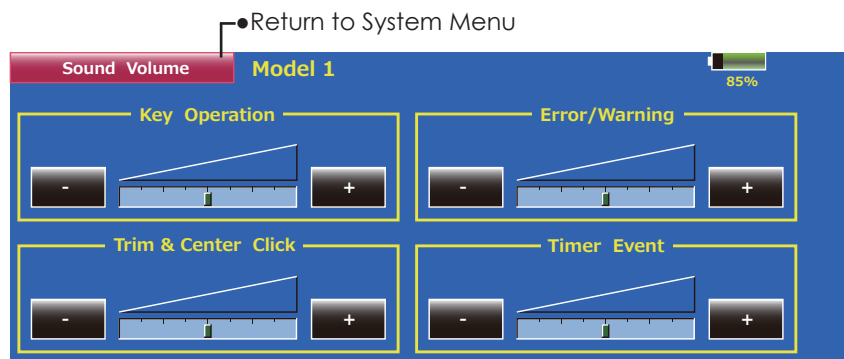 ●Return to System Menu
Sound Volume
Model 1
85%
Key Operation
Error/Warning
- +
- +
Trim & Center Click
Timer Event
- +
- +